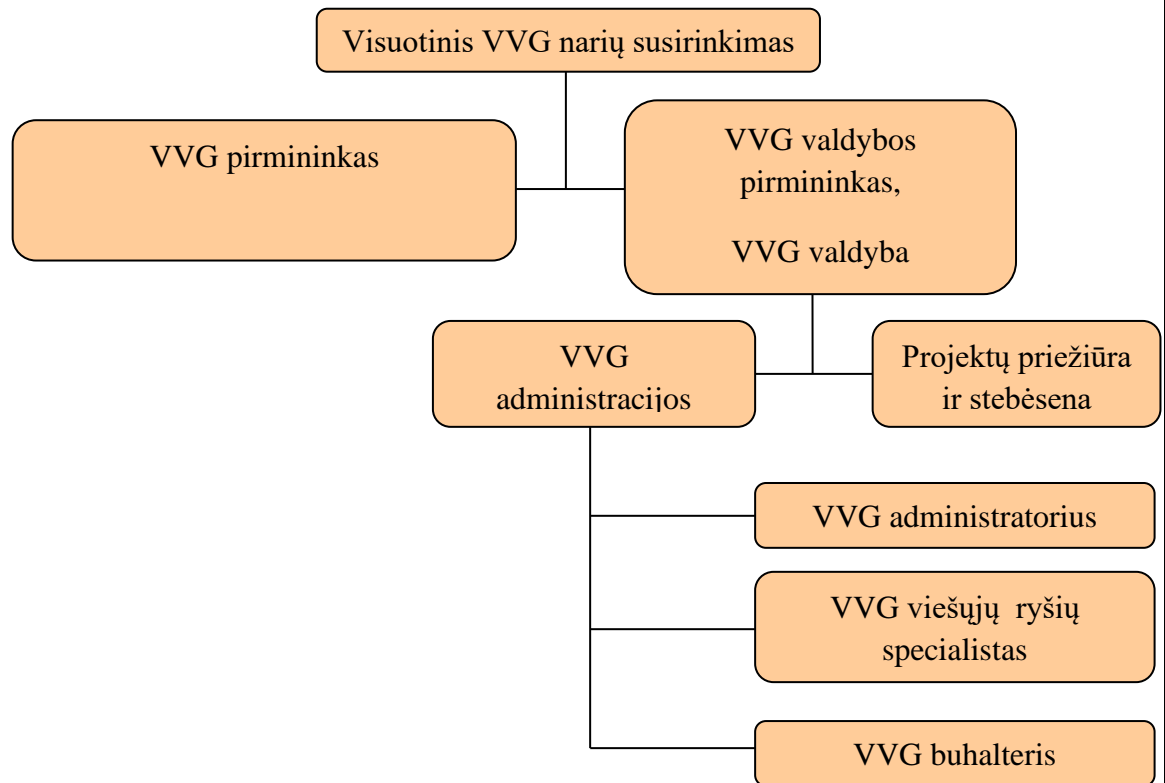 Visuotinis VVG narių susirinkimas
VVG pirmininkas
VVG valdybos
pirmininkas,
VVG valdyba
VVG
administracijos
Projektų priežiūra
ir stebėsena
VVG administratorius
VVG viešųjų ryšių
specialistas
VVG buhalteris